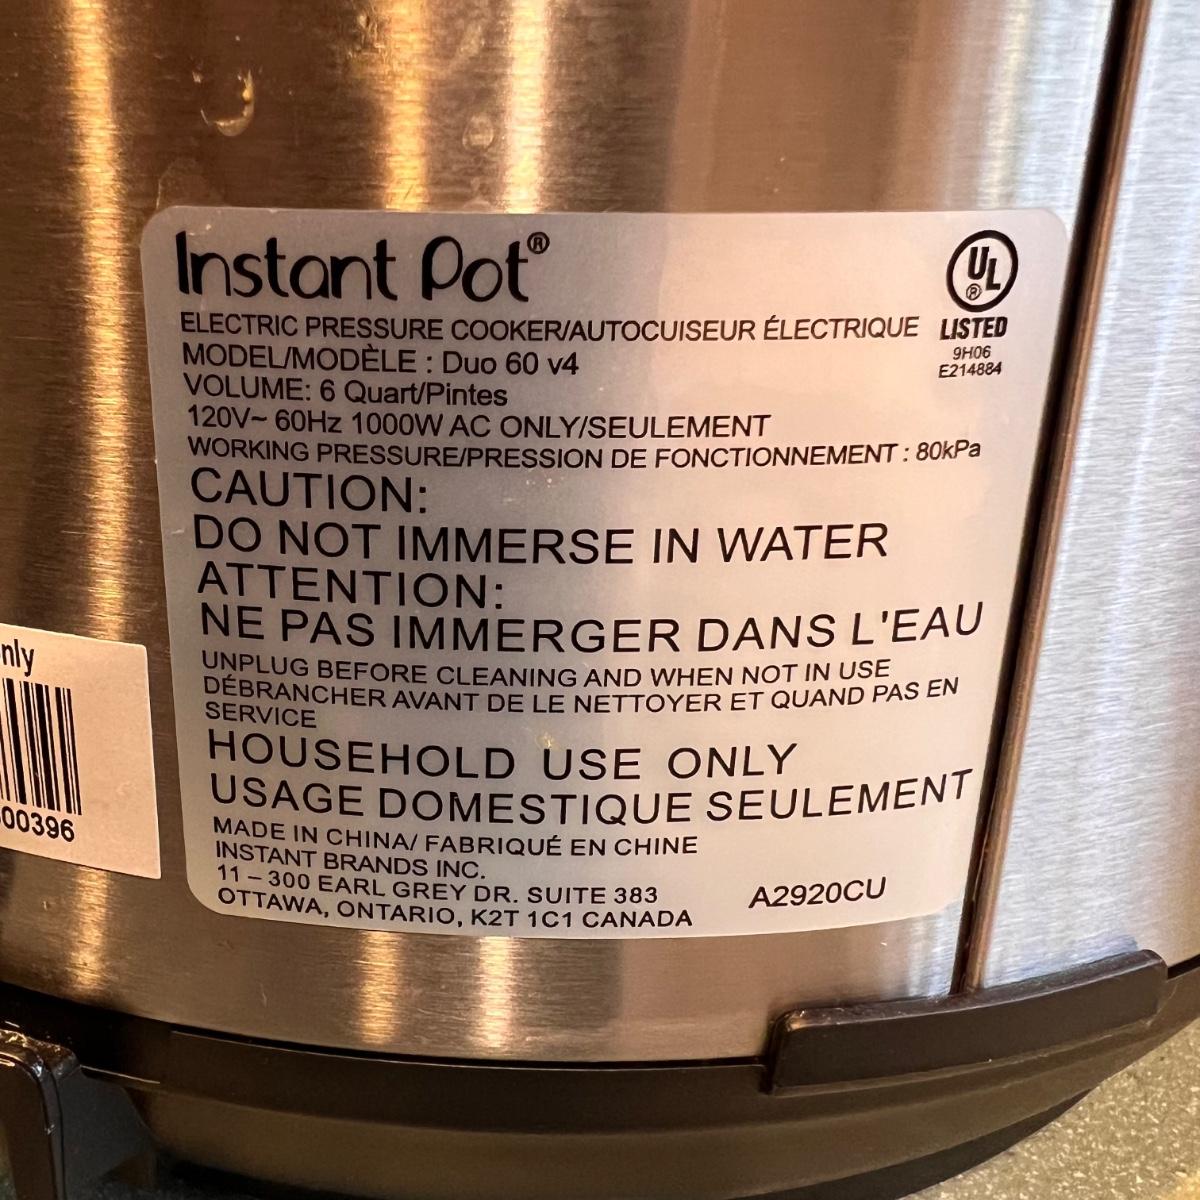 Instant Pot®
UL®
LISTED
9H06
E214884
ELECTRIC PRESSURE COOKER/AUTOCUISEUR ÉLECTRIQUE
MODEL/MODÈLE : Duo 60 v4
VOLUME: 6 Quart/Pintes
120V~ 60Hz 1000W AC ONLY/SEULEMENT
WORKING PRESSURE/PRESSION DE FONCTIONNEMENT : 80kPa
CAUTION:
DO NOT IMMERSE IN WATER
ATTENTION:
NE PAS IMMERGER DANS L'EAU
UNPLUG BEFORE CLEANING AND WHEN NOT IN USE
DÉBRANCHER AVANT DE LE NETTOYER ET QUAND PAS EN
SERVICE
HOUSEHOLD USE ONLY
USAGE DOMESTIQUE SEULEMENT
MADE IN CHINA/ FABRIQUÉ EN CHINE
INSTANT BRANDS INC.
11 – 300 EARL GREY DR. SUITE 383
OTTAWA, ONTARIO, K2T 1C1 CANADA
A2920CU
nly
00396